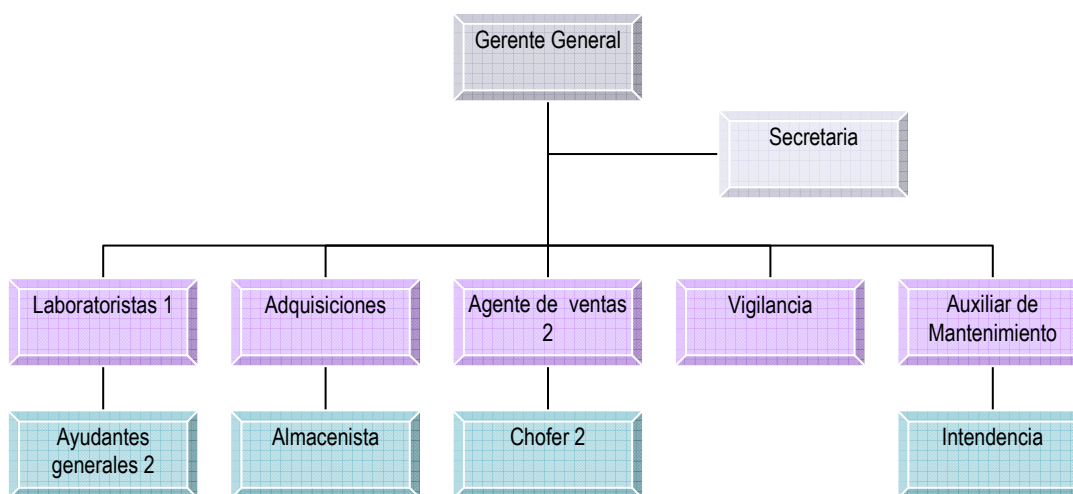 Gerente General
Secretaria
Laboratoristas 1
Adquisiciones
Agente de ventas
2
Vigilancia
Auxiliar de
Mantenimiento
Ayudantes
generales 2
Almacenista
Chofer 2
Intendencia